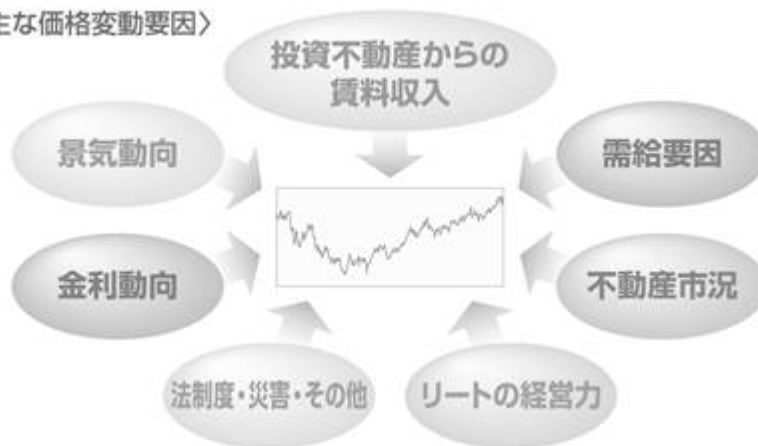 主な価格変動要因〉
投資不動産からの
賃料収入
景気動向
需給要因
金利動向
不動産市況
法制度・災害・その他
リートの経営力